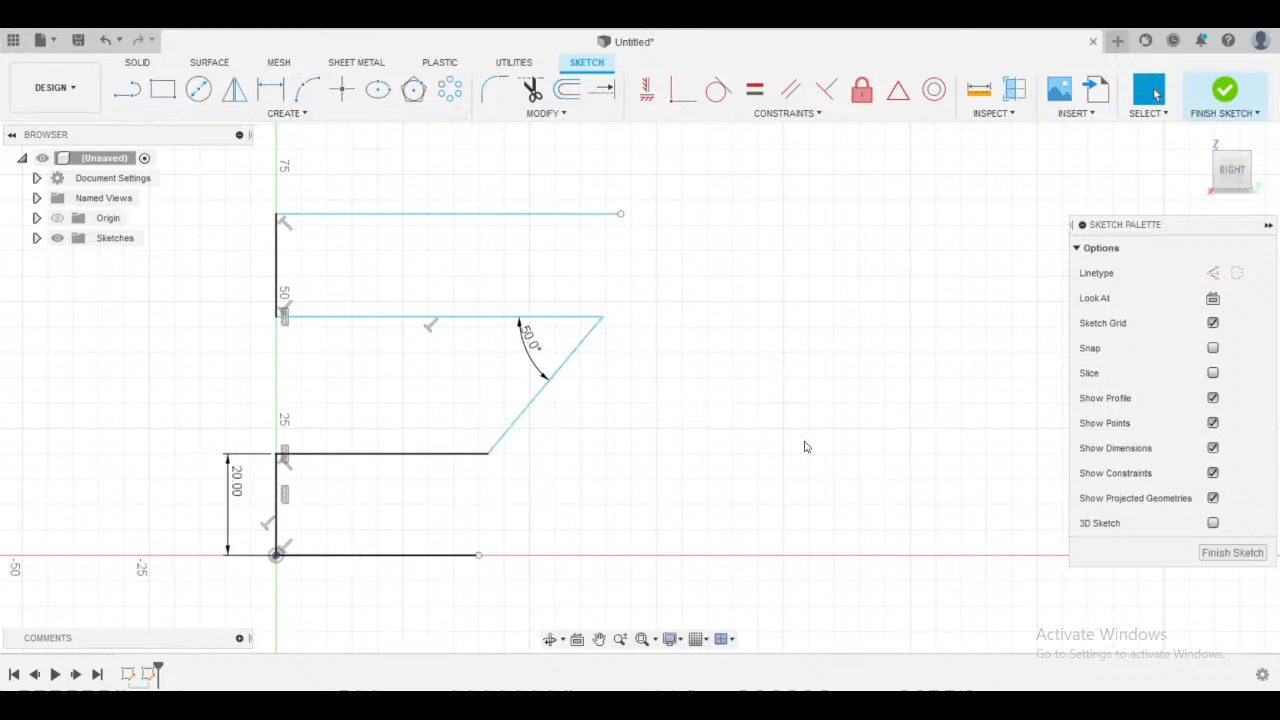 Untitled*
DESIGN
SOLID SURFACE MESH SHEET METAL PLASTIC UTILITIES SKETCH
CREATE MODIFY CONSTRAINTS INSPECT INSERT SELECT FINISH SKETCH
BROWSER
(Unsaved)
Document Settings
Named Views
Origin
Sketches
75
50
25
50.0°
20.00
-50
-25
Z
RIGHT
X
Y
SKETCH PALETTE
Options
Linetype
Look At
Sketch Grid
Snap
Slice
Show Profile
Show Points
Show Dimensions
Show Constraints
Show Projected Geometries
3D Sketch
Finish Sketch
COMMENTS
Activate Windows
Go to Settings to activate Windows.